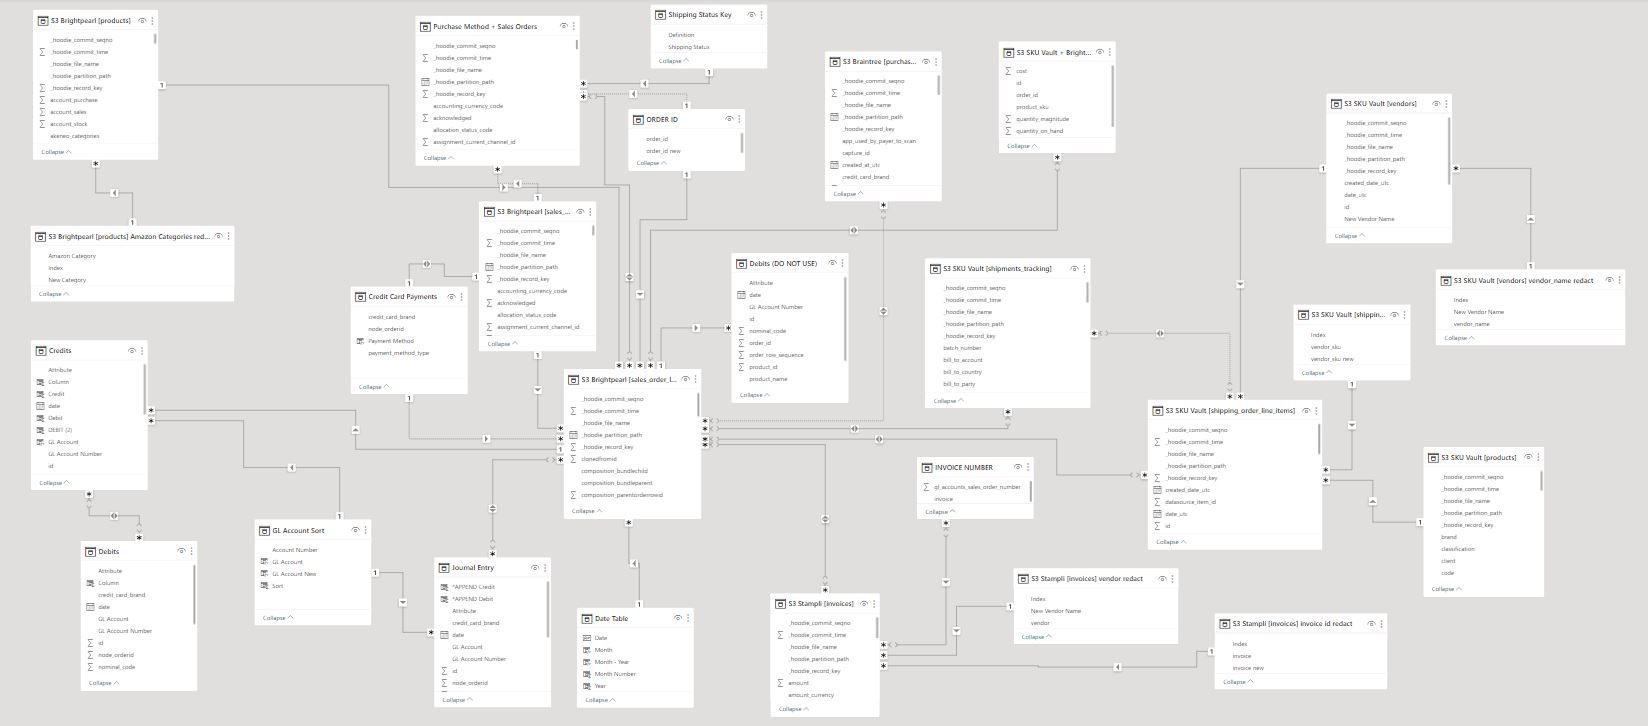 S3 Brightpearl [products]
_hoodie_commit_seqno
_hoodie_commit_time
_hoodie_file_name
_hoodie_partition_path
_hoodie_record_key
account_purchase
account_sales
account_stock
akeneo_categories
Collapse
Purchase Method + Sales Orders
_hoodie_commit_seqno
_hoodie_commit_time
_hoodie_file_name
_hoodie_partition_path
_hoodie_record_key
accounting_currency_code
acknowledged
allocation_status_code
assignment_current_channel_id
Collapse
Shipping Status Key
Definition
Shipping Status
Collapse
ORDER ID
order_id
order_id new
Collapse
S3 Braintree [purchas...
_hoodie_commit_seqno
_hoodie_commit_time
_hoodie_file_name
_hoodie_partition_path
_hoodie_record_key
app_used_by_payer_to_scan
capture_id
created_at_utc
credit_card_brand
Collapse
S3 SKU Vault + Bright...
cost
id
order_id
product_sku
quantity_magnitude
quantity_on_hand
Collapse
S3 SKU Vault [vendors]
_hoodie_commit_seqno
_hoodie_commit_time
_hoodie_file_name
_hoodie_partition_path
_hoodie_record_key
created_date_utc
date_utc
id
New Vendor Name
Collapse
S3 Brightpearl [products] Amazon Categories red...
Amazon Category
Index
New Category
Collapse
S3 Brightpearl [sales_...
_hoodie_commit_seqno
_hoodie_commit_time
_hoodie_file_name
_hoodie_partition_path
_hoodie_record_key
accounting_currency_code
acknowledged
allocation_status_code
assignment_current_channel_id
Collapse
Credit Card Payments
credit_card_brand
node_orderid
Payment Method
payment_method_type
Collapse
Debits (DO NOT USE)
Attribute
date
GL Account Number
id
nominal_code
order_id
order_row_sequence
product_id
product_name
Collapse
S3 SKU Vault [shipments_tracking]
_hoodie_commit_seqno
_hoodie_commit_time
_hoodie_file_name
_hoodie_partition_path
_hoodie_record_key
batch_number
bill_to_account
bill_to_country
bill_to_party
Collapse
S3 SKU Vault [vendors] vendor_name redact
Index
New Vendor Name
vendor_name
Collapse
S3 SKU Vault [shippin...
Index
vendor_sku
vendor_sku new
Collapse
Credits
Attribute
Column
Credit
date
Debit
DEBIT (2)
GL Account
GL Account Number
id
Collapse
S3 Brightpearl [sales_order_l...
_hoodie_commit_seqno
_hoodie_commit_time
_hoodie_file_name
_hoodie_partition_path
_hoodie_record_key
clonedfromid
composition_bundlechild
composition_bundleparent
composition_parentorderrowid
Collapse
S3 SKU Vault [shipping_order_line_items]
_hoodie_commit_seqno
_hoodie_commit_time
_hoodie_file_name
_hoodie_partition_path
_hoodie_record_key
created_date_utc
datasource_item_id
date_utc
id
Collapse
INVOICE NUMBER
gl_accounts_sales_order_number
invoice
Collapse
S3 SKU Vault [products]
_hoodie_commit_seqno
_hoodie_commit_time
_hoodie_file_name
_hoodie_partition_path
_hoodie_record_key
brand
classification
client
code
Collapse
Debits
Attribute
Column
credit_card_brand
date
GL Account
GL Account Number
id
node_orderid
nominal_code
Collapse
GL Account Sort
Account Number
GL Account
GL Account New
Sort
Collapse
Journal Entry
*APPEND Credit
*APPEND Debit
Attribute
credit_card_brand
date
GL Account
GL Account Number
id
node_orderid
Collapse
Date Table
Date
Month
Month - Year
Month Number
Year
Collapse
S3 Stampli [invoices]
_hoodie_commit_seqno
_hoodie_commit_time
_hoodie_file_name
_hoodie_partition_path
_hoodie_record_key
amount
amount_currency
Collapse
S3 Stampli [invoices] vendor redact
Index
New Vendor Name
vendor
Collapse
S3 Stampli [invoices] invoice id redact
Index
invoice
invoice new
Collapse